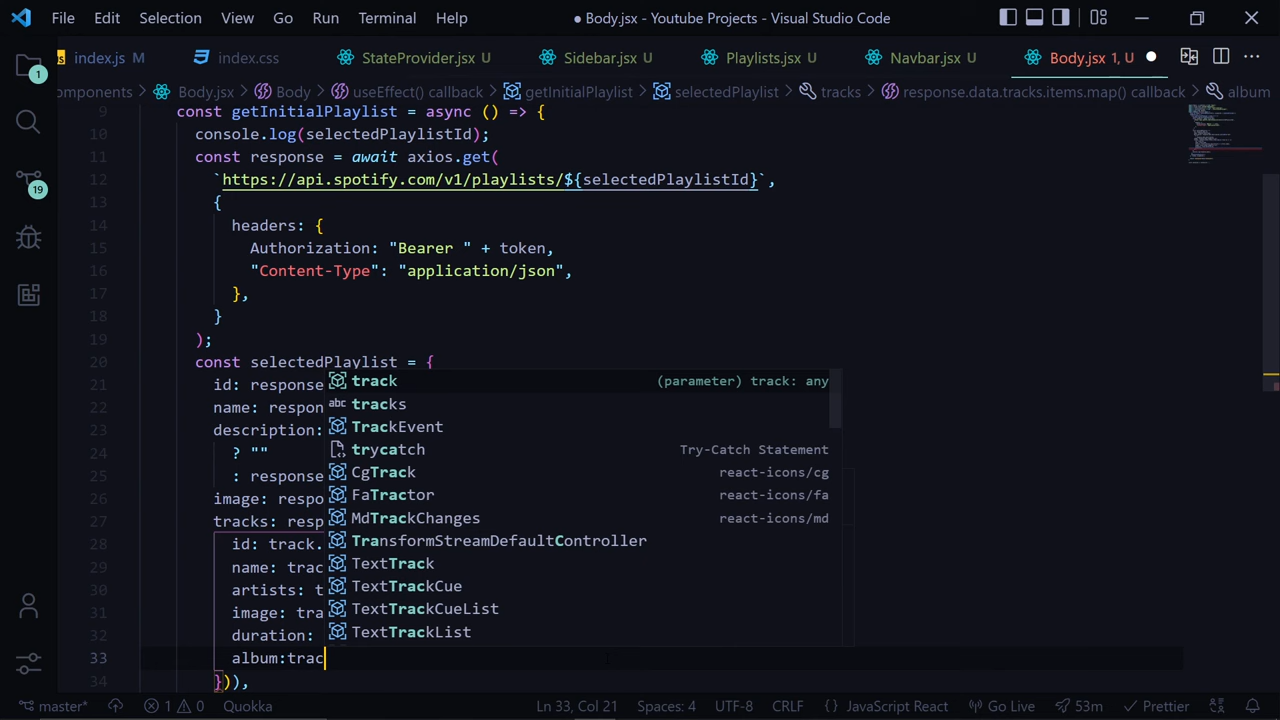 File Edit Selection View Go Run Terminal Help ● Body.jsx - Youtube Projects - Visual Studio Code
index.js M index.css StateProvider.jsx U Sidebar.jsx U Playlists.jsx U Navbar.jsx U Body.jsx 1, U
omponents > Body.jsx > Body > useEffect() callback > getInitialPlaylist > selectedPlaylist > tracks > response.data.tracks.items.map() callback > album
9 const getInitialPlaylist = async () => {
10 console.log(selectedPlaylistId);
11 const response = await axios.get(
12 `https://api.spotify.com/v1/playlists/${selectedPlaylistId}`,
13 {
14 headers: {
15 Authorization: "Bearer " + token,
16 "Content-Type": "application/json",
17 },
18 }
19 );
20 const selectedPlaylist = {
21 id: response
22 name: respon
23 description:
24 ? ""
25 : response
26 image: respo
27 tracks: resp
28 id: track.
29 name: trac
30 artists: t
31 image: tra
32 duration:
33 album:trac
34 })),
track (parameter) track: any
abc tracks
TrackEvent
trycatch Try-Catch Statement
CgTrack react-icons/cg
FaTractor react-icons/fa
MdTrackChanges react-icons/md
TransformStreamDefaultController
TextTrack
TextTrackCue
TextTrackCueList
TextTrackList
1
19
master* 1 0 Quokka Ln 33, Col 21 Spaces: 4 UTF-8 CRLF {} JavaScript React Go Live 53m Prettier